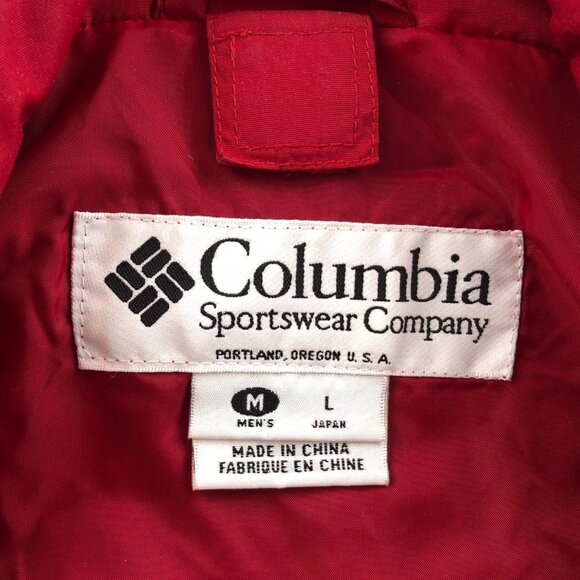 Columbia
Sportswear Company
PORTLAND, OREGON U.S.A.
M L
MEN'S JAPAN
MADE IN CHINA
FABRIQUE EN CHINE